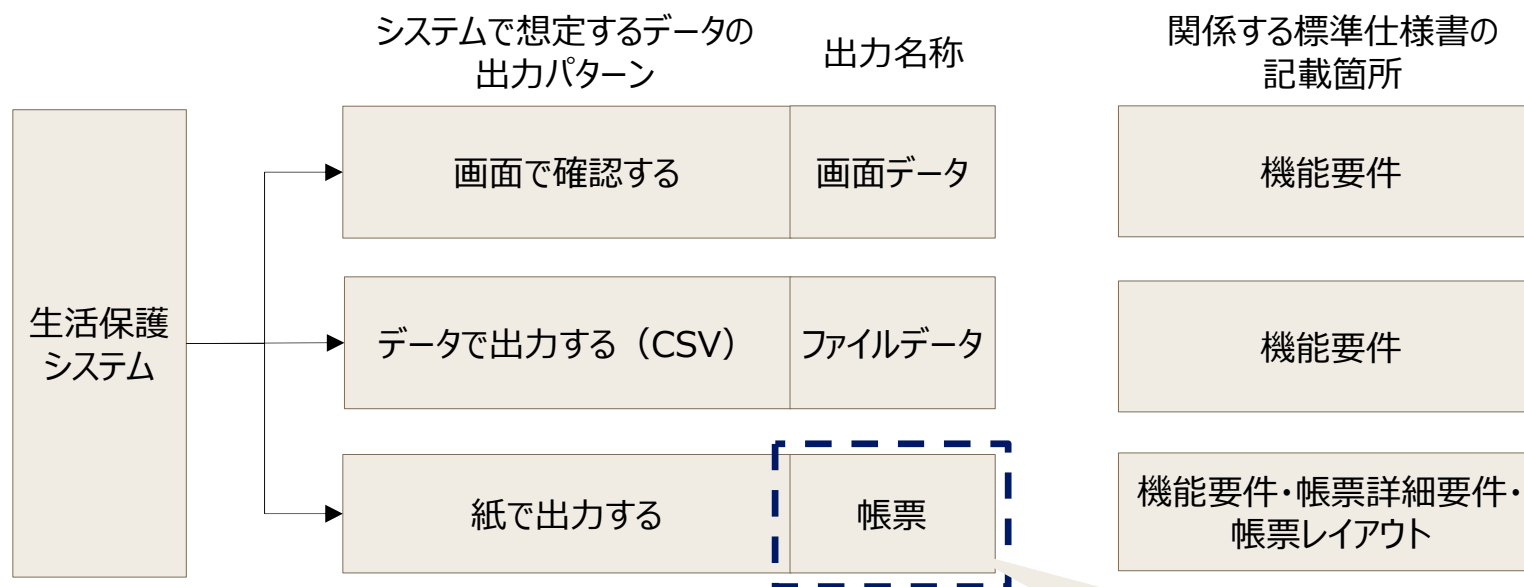 システムで想定するデータの
出力パターン
出力名称
関係する標準仕様書の
記載箇所
生活保護
システム
画面で確認する
画面データ
機能要件
データで出力する（CSV）
ファイルデータ
機能要件
紙で出力する
帳票
機能要件・帳票詳細要件・
帳票レイアウト